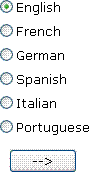 English
French
German
Spanish
Italian
Portuguese
-->